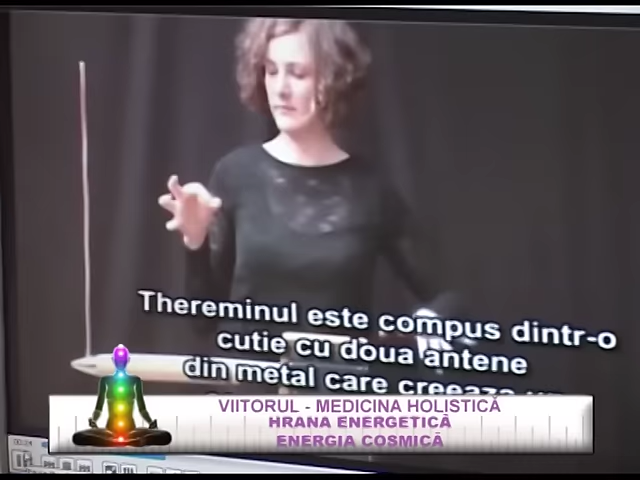 Thereminul este compus dintr-o
cutie cu doua antene
din metal care creeaza
VIITORUL - MEDICINA HOLISTICĂ
HRANA ENERGETICĂ
ENERGIA COSMICĂ